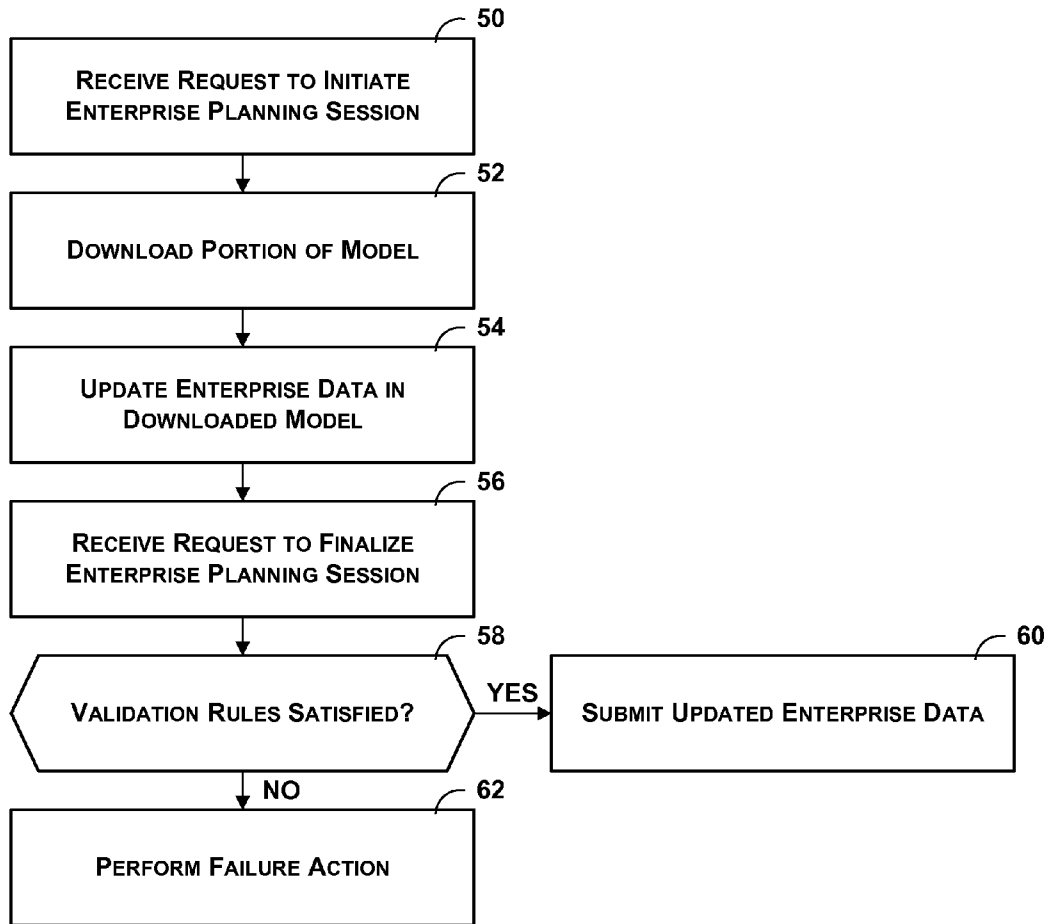 50
RECEIVE REQUEST TO INITIATE
ENTERPRISE PLANNING SESSION
52
DOWNLOAD PORTION OF MODEL
54
UPDATE ENTERPRISE DATA IN
DOWNLOADED MODEL
56
RECEIVE REQUEST TO FINALIZE
ENTERPRISE PLANNING SESSION
58
VALIDATION RULES SATISFIED?
YES
60
SUBMIT UPDATED ENTERPRISE DATA
NO
62
PERFORM FAILURE ACTION